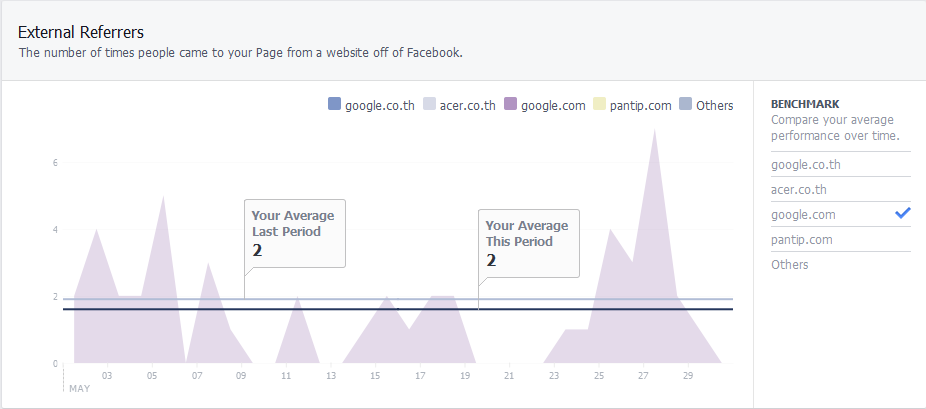 External Referrers
The number of times people came to your Page from a website off of Facebook.
google.co.th acer.co.th google.com pantip.com Others
6
4
2
0
Your Average
Last Period
2
Your Average
This Period
2
03 05 07 09 11 13 15 17 19 21 23 25 27 29
MAY
BENCHMARK
Compare your average
performance over time.
google.co.th
acer.co.th
google.com
pantip.com
Others